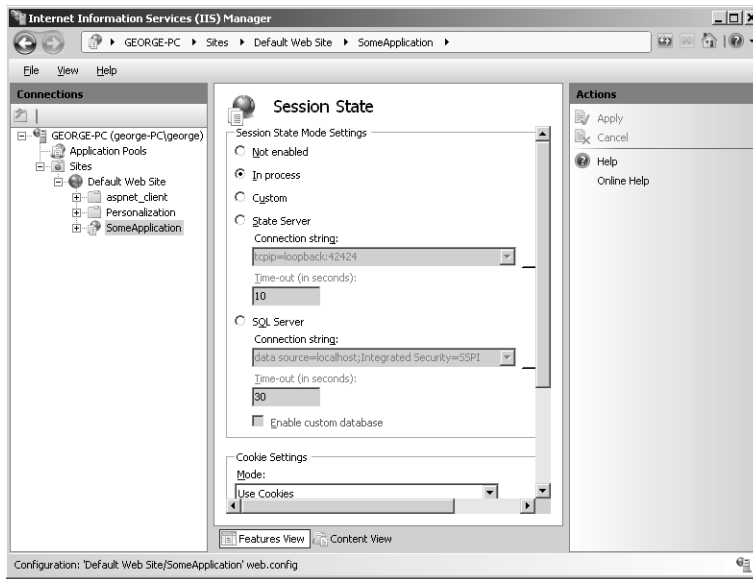 Internet Information Services (IIS) Manager
GEORGE-PC Sites Default Web Site SomeApplication
File View Help
Connections
GEORGE-PC (george-PC\george)
Application Pools
Sites
Default Web Site
aspnet_client
Personalization
SomeApplication
Session State
Session State Mode Settings
Not enabled
In process
Custom
State Server
Connection string:
tcpip=loopback:42424
Time-out (in seconds):
10
SQL Server
Connection string:
data source=localhost;Integrated Security=SSPI
Time-out (in seconds):
30
Enable custom database
Cookie Settings
Mode:
Use Cookies
Features View Content View
Actions
Apply
Cancel
Help
Online Help
Configuration: 'Default Web Site/SomeApplication' web.config